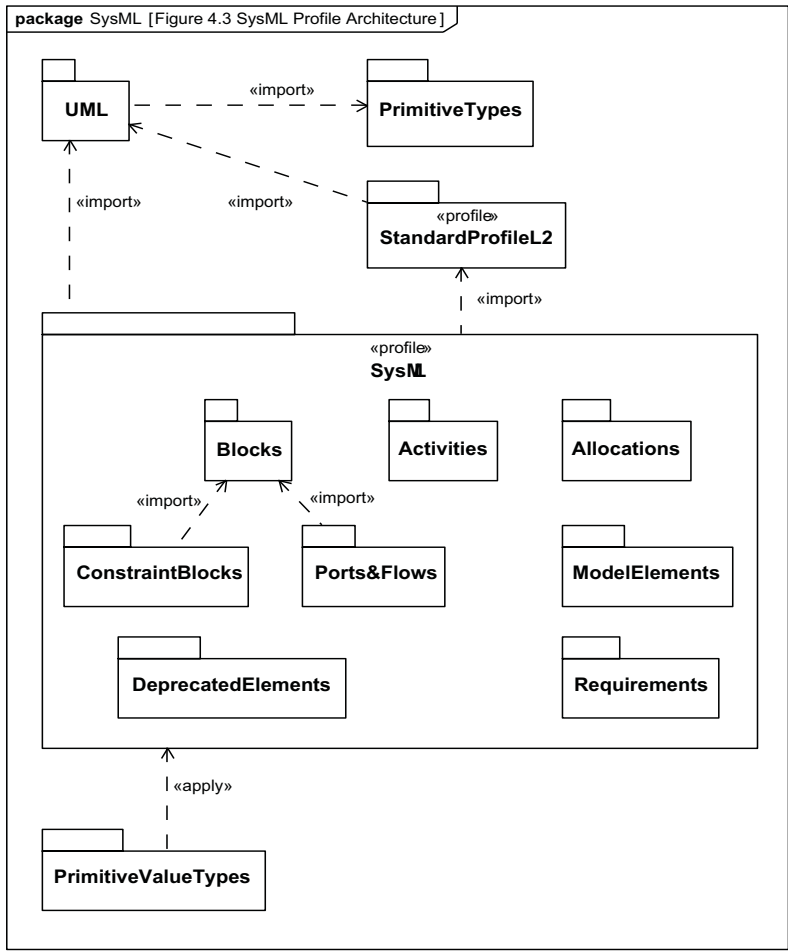 package SysML [Figure 4.3 SysML Profile Architecture]
UML
«import»
PrimitiveTypes
«import»
«import»
«profile»
StandardProfileL2
«import»
«profile»
SysML
Blocks
Activities
Allocations
«import»
«import»
ConstraintBlocks
Ports&Flows
ModelElements
DeprecatedElements
Requirements
«apply»
PrimitiveValueTypes